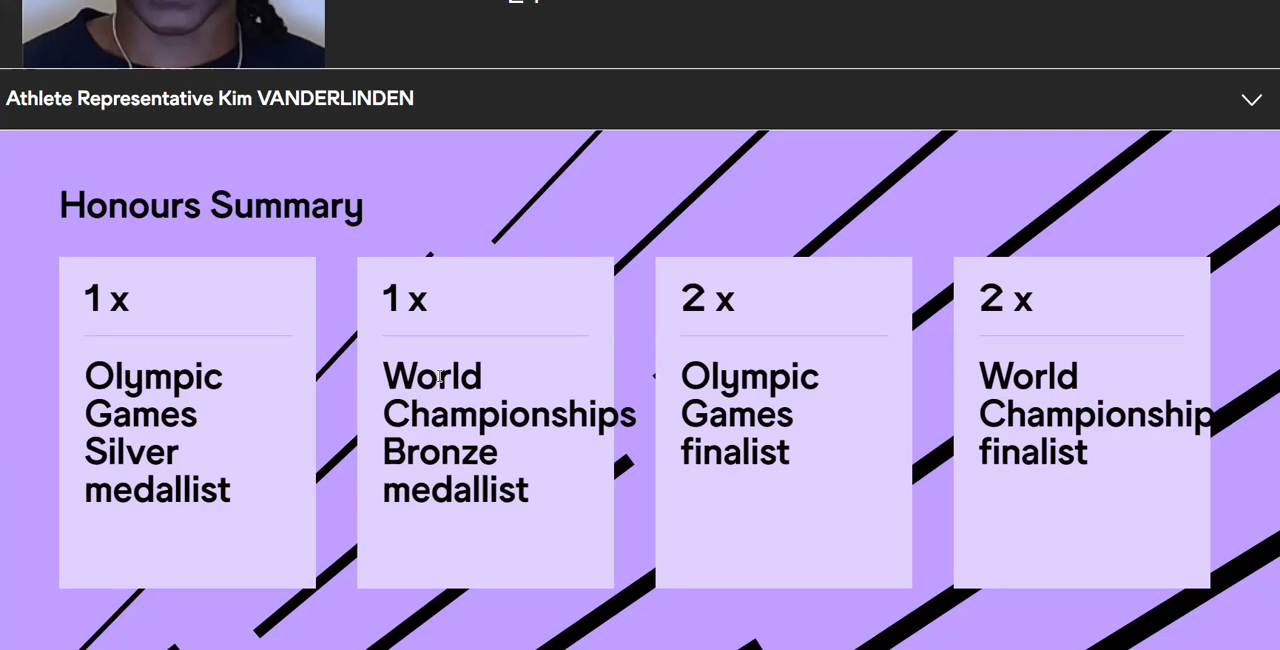 Athlete Representative Kim VANDERLINDEN
Honours Summary
1 x
Olympic
Games
Silver
medallist
1 x
World
Championships
Bronze
medallist
2 x
Olympic
Games
finalist
2 x
World
Championship
finalist